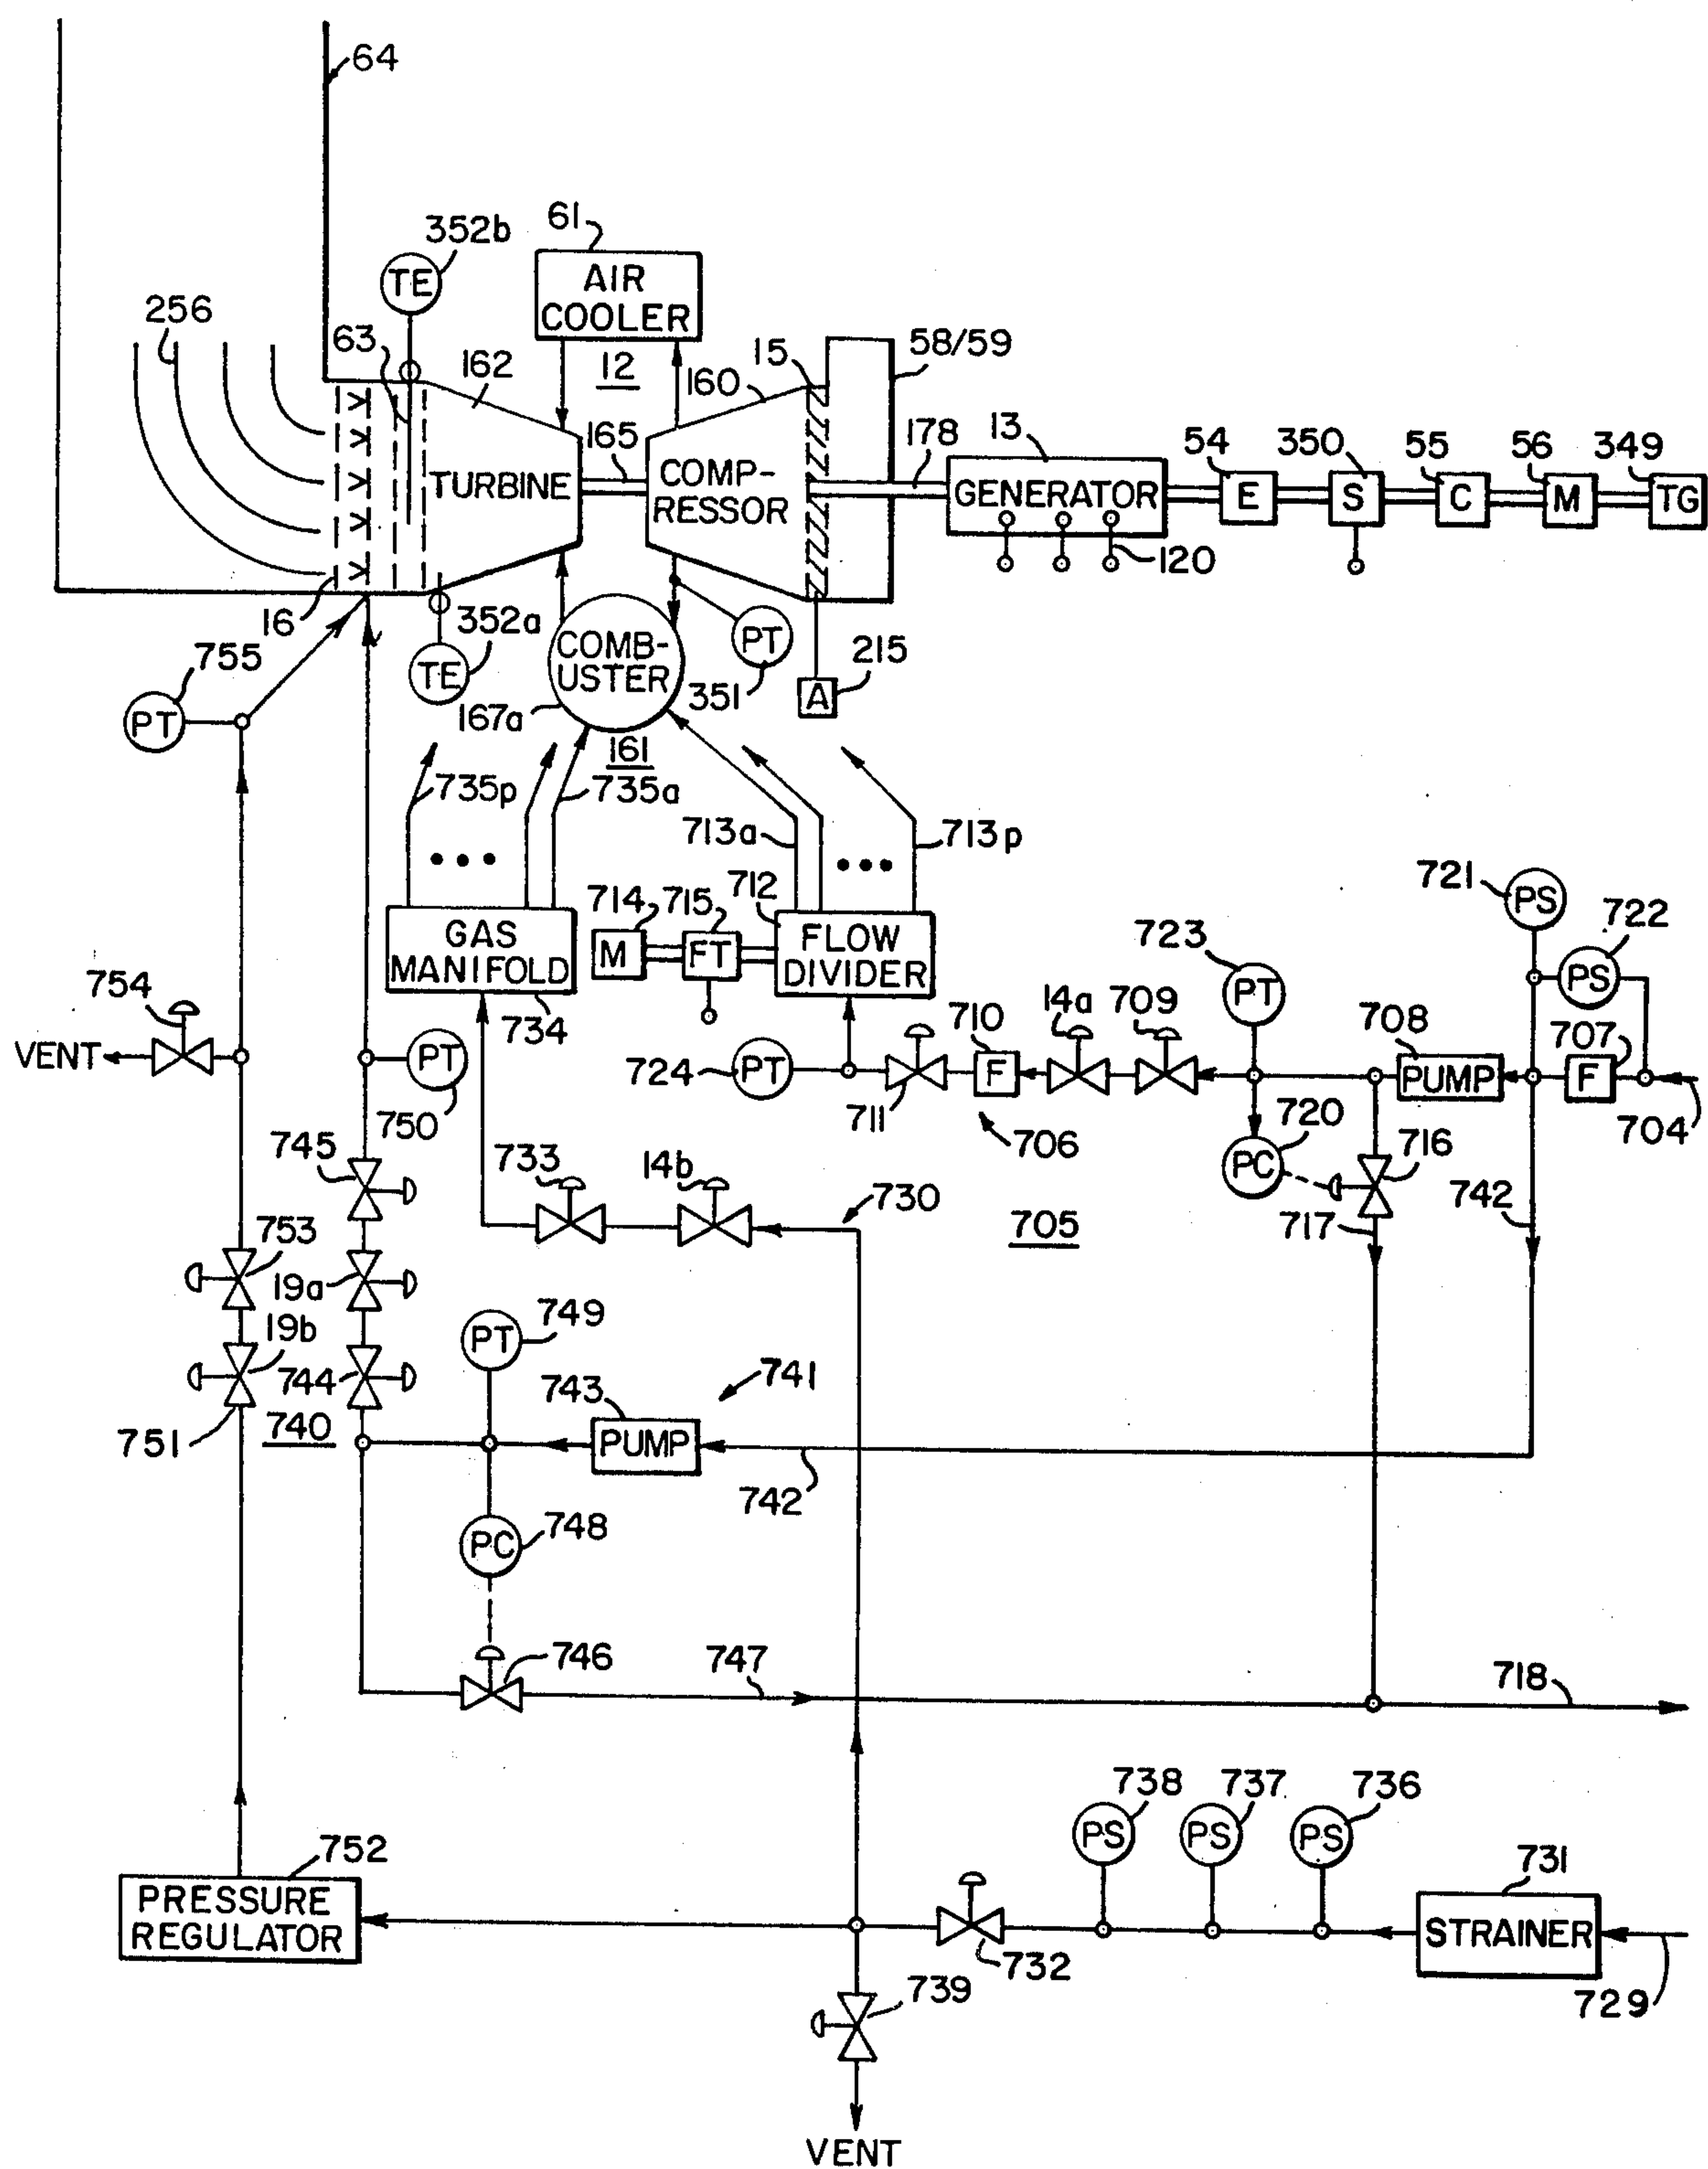 64
352b
TE
61
AIR
COOLER
256
63
162
12
160
15
58/59
165
178
13
54
350
55
56
349
TURBINE
COMP-
RESSOR
GENERATOR
E
S
C
M
TG
120
16
352a
TE
COMB-
USTER
PT
351
215
A
755
PT
167a
161
735p
735a
713a
713p
714
715
712
721
PS
722
PS
GAS
MANIFOLD
M
FT
FLOW
DIVIDER
723
PT
754
734
710
14a
709
708
707
VENT
PT
750
724
PT
711
F
706
720
PC
PUMP
F
704
745
733
14b
730
705
716
717
742
753
19a
19b
749
PT
744
743
741
751
740
PUMP
742
PC
748
746
747
718
738
737
736
PS
PS
PS
752
731
PRESSURE
REGULATOR
STRAINER
732
739
729
VENT